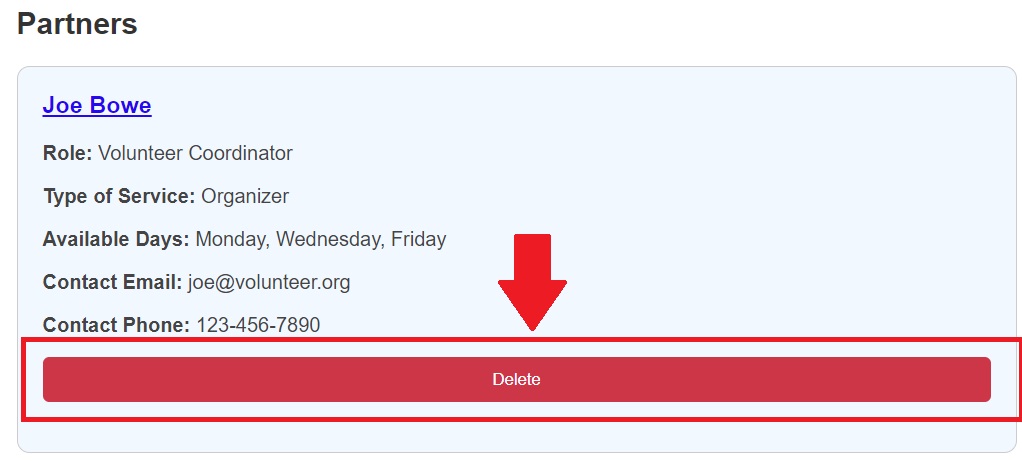 Partners
Joe Bowe
Role: Volunteer Coordinator
Type of Service: Organizer
Available Days: Monday, Wednesday, Friday
Contact Email: joe@volunteer.org
Contact Phone: 123-456-7890
Delete